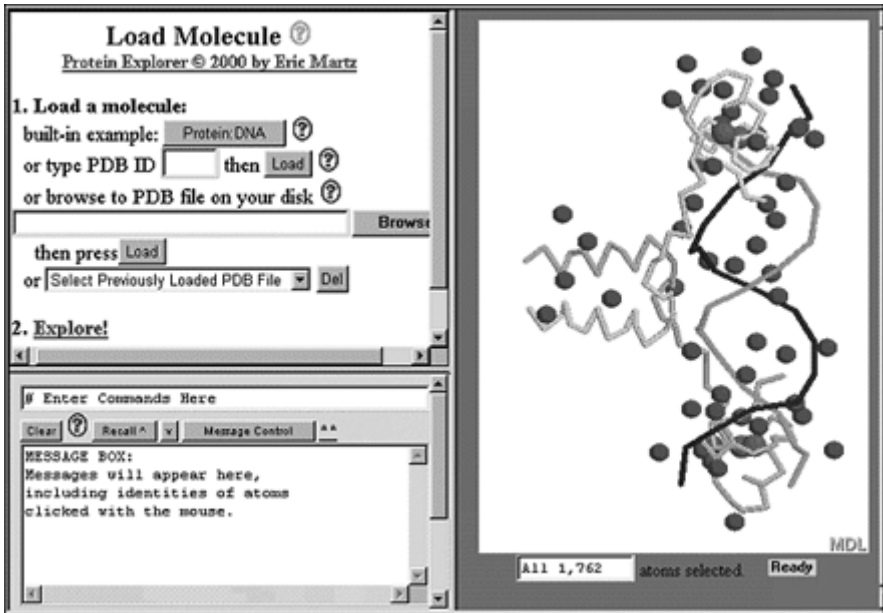 Load Molecule ?
Protein Explorer © 2000 by Eric Martz
1. Load a molecule:
built-in example: Protein:DNA ?
or type PDB ID then Load ?
or browse to PDB file on your disk ?
Browse
then press Load
or Select Previously Loaded PDB File Del
2. Explore!
# Enter Commands Here
Clear ? Recall ^ v Message Control ^^
MESSAGE BOX:
Messages will appear here,
including identities of atoms
clicked with the mouse.
MDL
All 1,762 atoms selected. Ready